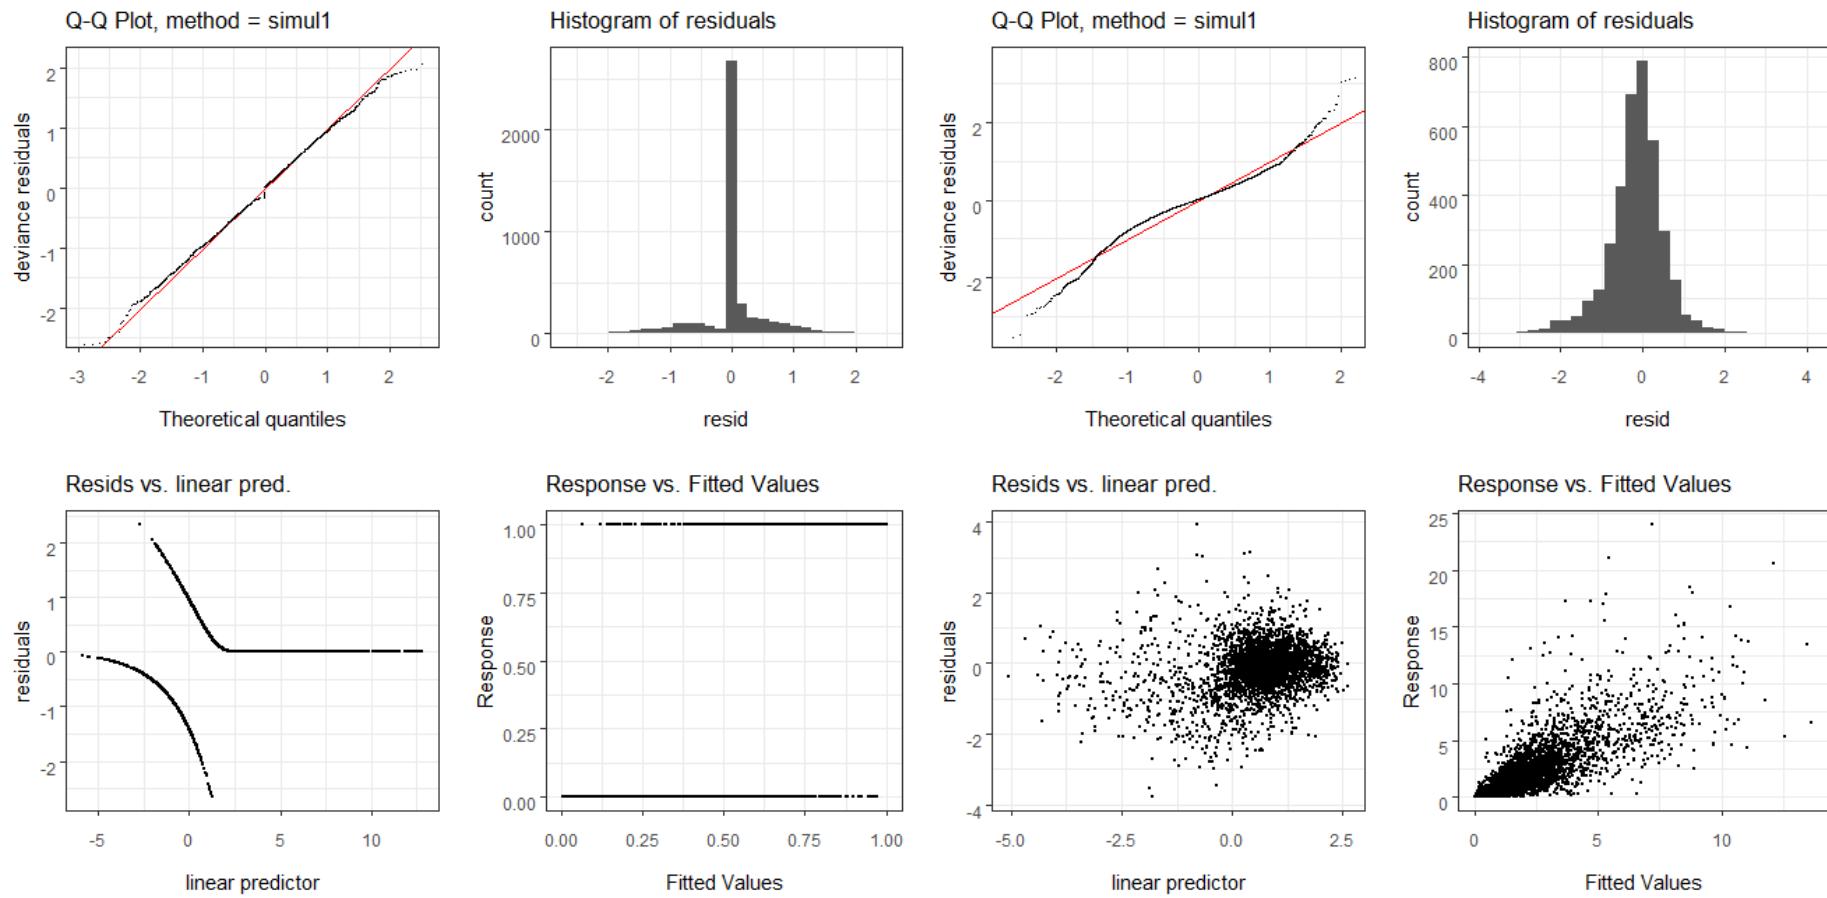 Q-Q Plot, method = simul1
Histogram of residuals
Q-Q Plot, method = simul1
Histogram of residuals
deviance residuals
2
1
0
-1
-2
-3 -2 -1 0 1 2
Theoretical quantiles
count
2000
1000
0
-2 -1 0 1 2
resid
deviance residuals
2
0
-2
-2 -1 0 1 2
Theoretical quantiles
count
800
600
400
200
0
-4 -2 0 2 4
resid
Resids vs. linear pred.
Response vs. Fitted Values
Resids vs. linear pred.
Response vs. Fitted Values
residuals
2
1
0
-1
-2
-5 0 5 10
linear predictor
Response
1.00
0.75
0.50
0.25
0.00
0.00 0.25 0.50 0.75 1.00
Fitted Values
residuals
4
2
0
-2
-4
-5.0 -2.5 0.0 2.5
linear predictor
Response
25
20
15
10
5
0
0 5 10
Fitted Values